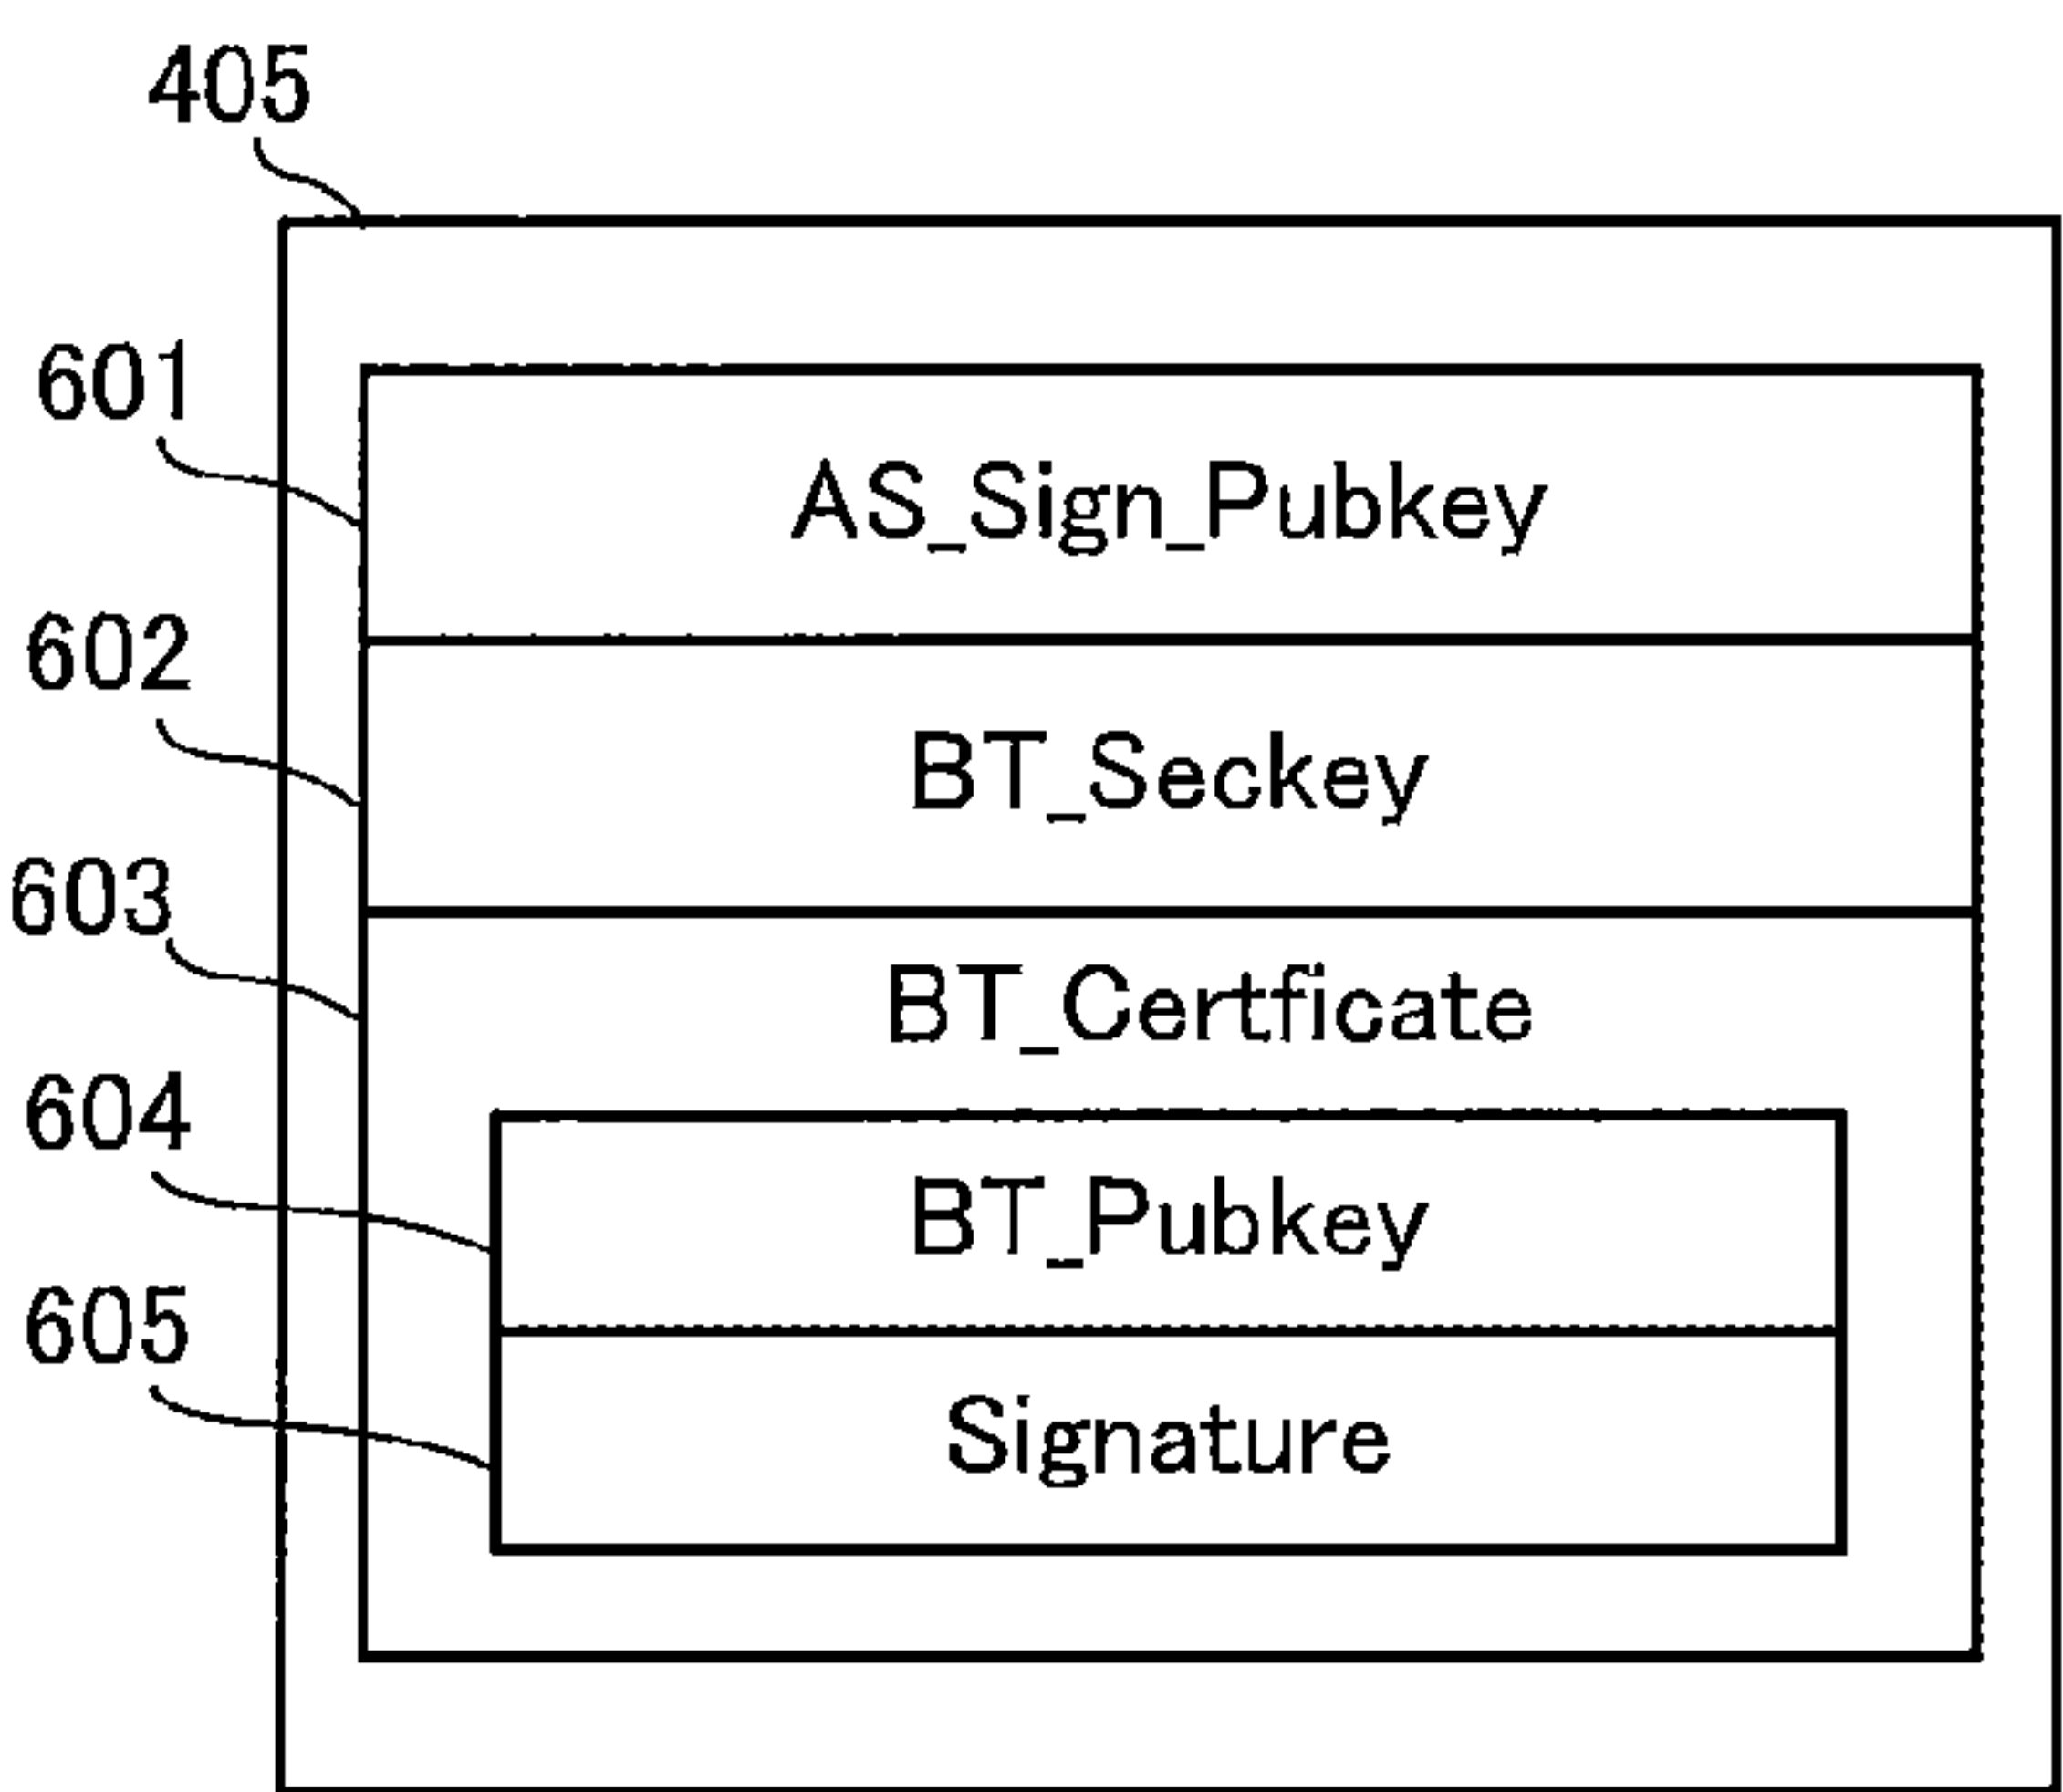 405
601
AS_Sign_Pubkey
602
BT_Seckey
603
BT_Certficate
604
BT_Pubkey
605
Signature